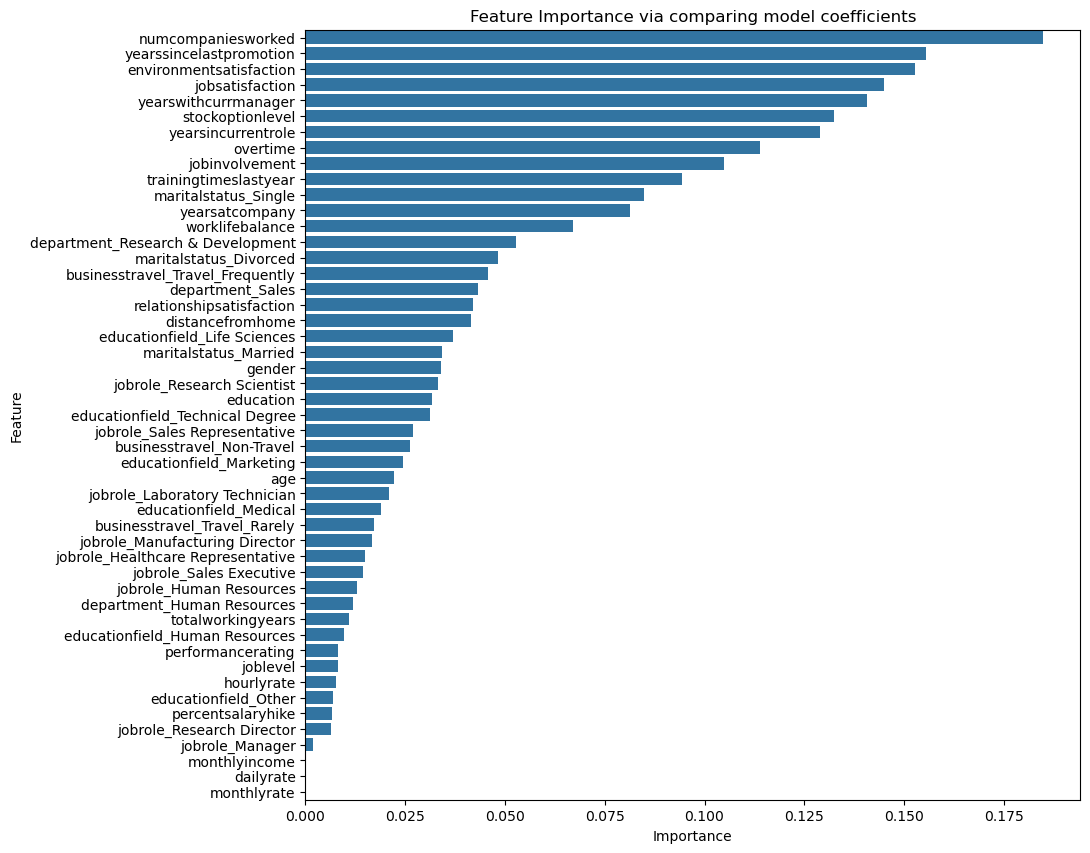 Feature Importance via comparing model coefficients
numcompaniesworked
yearssincelastpromotion
environmentsatisfaction
jobsatisfaction
yearswithcurrmanager
stockoptionlevel
yearsincurrentrole
overtime
jobinvolvement
trainingtimeslastyear
maritalstatus_Single
yearsatcompany
worklifebalance
department_Research & Development
maritalstatus_Divorced
businesstravel_Travel_Frequently
department_Sales
relationshipsatisfaction
distancefromhome
educationfield_Life Sciences
maritalstatus_Married
gender
jobrole_Research Scientist
education
educationfield_Technical Degree
jobrole_Sales Representative
businesstravel_Non-Travel
educationfield_Marketing
age
jobrole_Laboratory Technician
educationfield_Medical
businesstravel_Travel_Rarely
jobrole_Manufacturing Director
jobrole_Healthcare Representative
jobrole_Sales Executive
jobrole_Human Resources
department_Human Resources
totalworkingyears
educationfield_Human Resources
performancerating
joblevel
hourlyrate
educationfield_Other
percentsalaryhike
jobrole_Research Director
jobrole_Manager
monthlyincome
dailyrate
monthlyrate
Feature
0.000 0.025 0.050 0.075 0.100 0.125 0.150 0.175
Importance